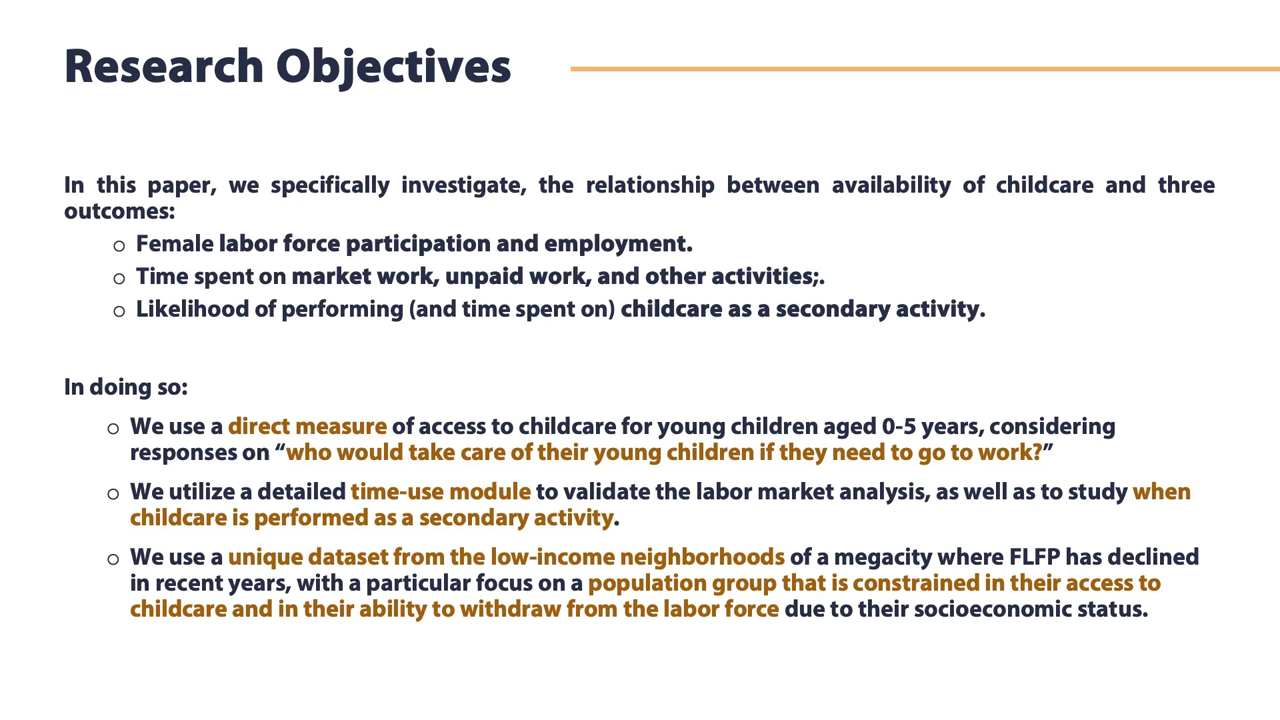 Research Objectives
In this paper, we specifically investigate, the relationship between availability of childcare and three
outcomes:
○ Female labor force participation and employment.
○ Time spent on market work, unpaid work, and other activities;.
○ Likelihood of performing (and time spent on) childcare as a secondary activity.
In doing so:
○ We use a direct measure of access to childcare for young children aged 0-5 years, considering
responses on “who would take care of their young children if they need to go to work?”
○ We utilize a detailed time-use module to validate the labor market analysis, as well as to study when
childcare is performed as a secondary activity.
○ We use a unique dataset from the low-income neighborhoods of a megacity where FLFP has declined
in recent years, with a particular focus on a population group that is constrained in their access to
childcare and in their ability to withdraw from the labor force due to their socioeconomic status.